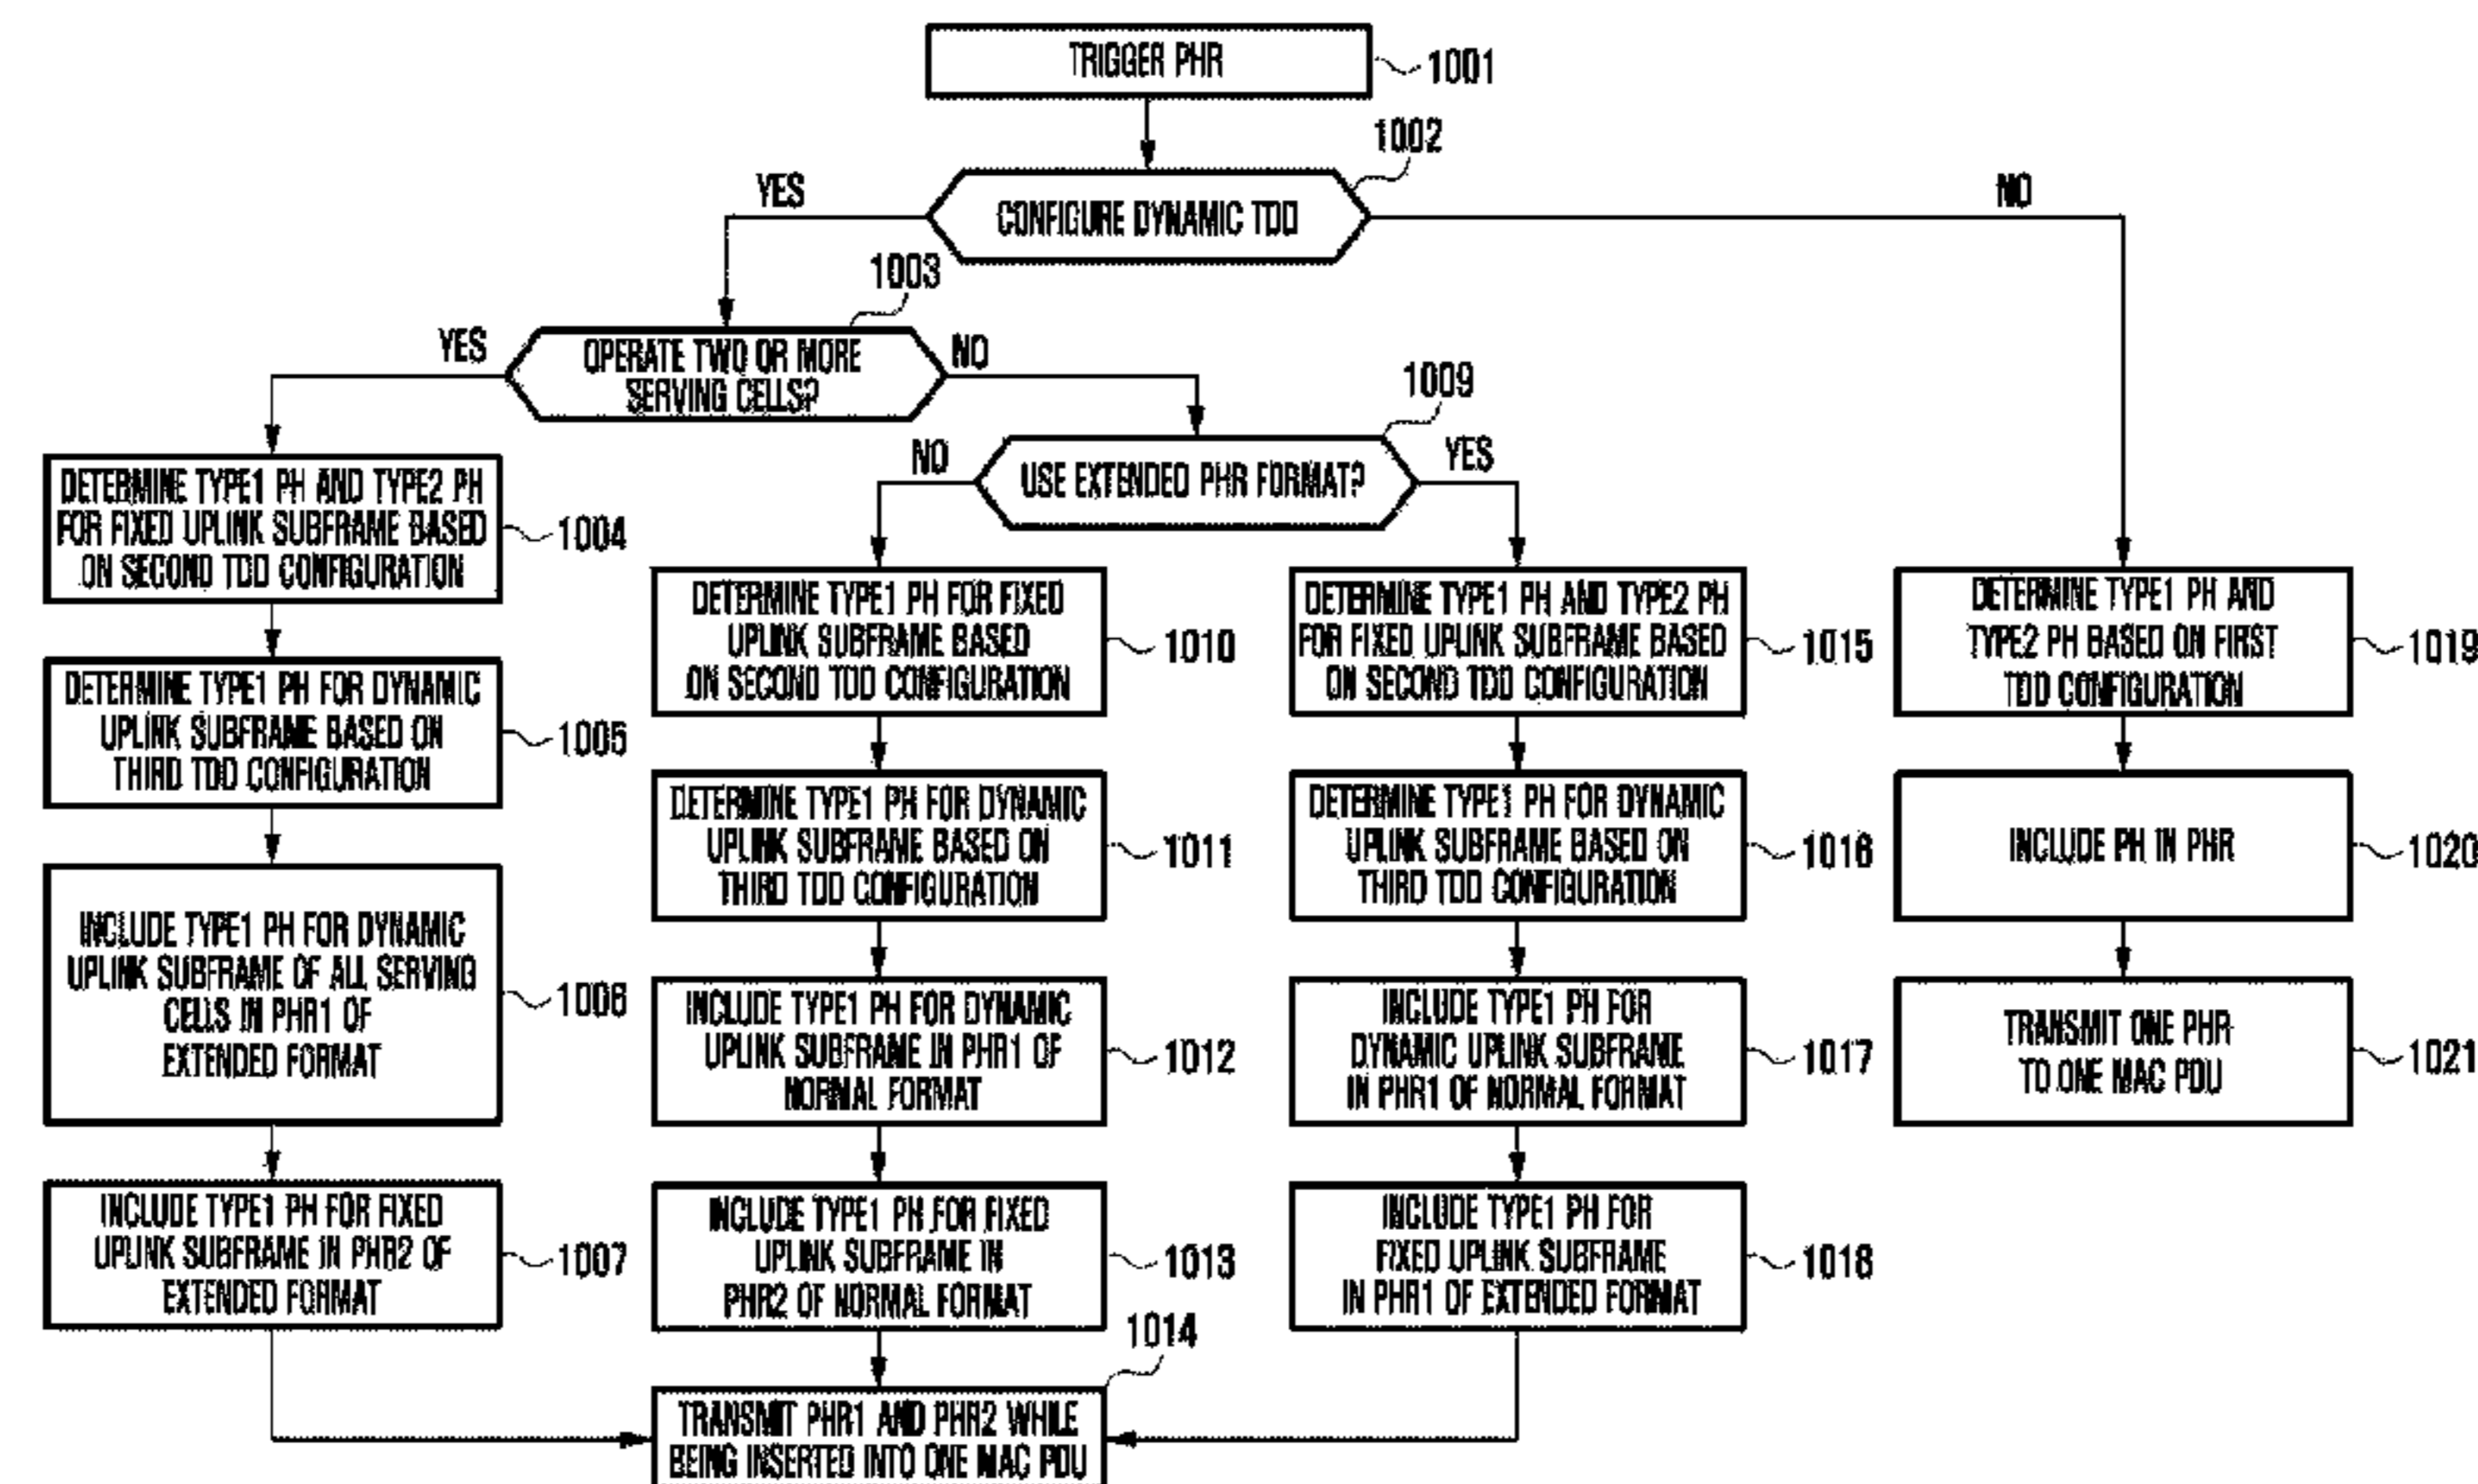 TRIGGER PHR
1001
1002
YES
NO
CONFIGURE DYNAMIC TDD
1003
YES
OPERATE TWO OR MORE
SERVING CELLS?
NO
1009
NO
USE EXTENDED PHR FORMAT?
YES
DETERMINE TYPE1 PH AND TYPE2 PH
FOR FIXED UPLINK SUBFRAME BASED
ON SECOND TDD CONFIGURATION
1004
DETERMINE TYPE1 PH FOR DYNAMIC
UPLINK SUBFRAME BASED ON
THIRD TDD CONFIGURATION
1005
INCLUDE TYPE1 PH FOR DYNAMIC
UPLINK SUBFRAME OF ALL SERVING
CELLS IN PHR1 OF
EXTENDED FORMAT
1006
INCLUDE TYPE1 PH FOR FIXED
UPLINK SUBFRAME IN PHR2 OF
EXTENDED FORMAT
1007
DETERMINE TYPE1 PH FOR FIXED
UPLINK SUBFRAME BASED
ON SECOND TDD CONFIGURATION
1010
DETERMINE TYPE1 PH FOR DYNAMIC
UPLINK SUBFRAME BASED ON
THIRD TDD CONFIGURATION
1011
INCLUDE TYPE1 PH FOR DYNAMIC
UPLINK SUBFRAME IN PHR1 OF
NORMAL FORMAT
1012
INCLUDE TYPE1 PH FOR FIXED
UPLINK SUBFRAME IN
PHR2 OF NORMAL FORMAT
1013
1014
TRANSMIT PHR1 AND PHR2 WHILE
BEING INSERTED INTO ONE MAC PDU
DETERMINE TYPE1 PH AND TYPE2 PH
FOR FIXED UPLINK SUBFRAME BASED
ON SECOND TDD CONFIGURATION
1015
DETERMINE TYPE1 PH FOR DYNAMIC
UPLINK SUBFRAME BASED ON
THIRD TDD CONFIGURATION
1016
INCLUDE TYPE1 PH FOR
DYNAMIC UPLINK SUBFRAME
IN PHR1 OF NORMAL FORMAT
1017
INCLUDE TYPE1 PH FOR
FIXED UPLINK SUBFRAME
IN PHR1 OF EXTENDED FORMAT
1018
DETERMINE TYPE1 PH AND
TYPE2 PH BASED ON FIRST
TDD CONFIGURATION
1019
INCLUDE PH IN PHR
1020
TRANSMIT ONE PHR
TO ONE MAC PDU
1021